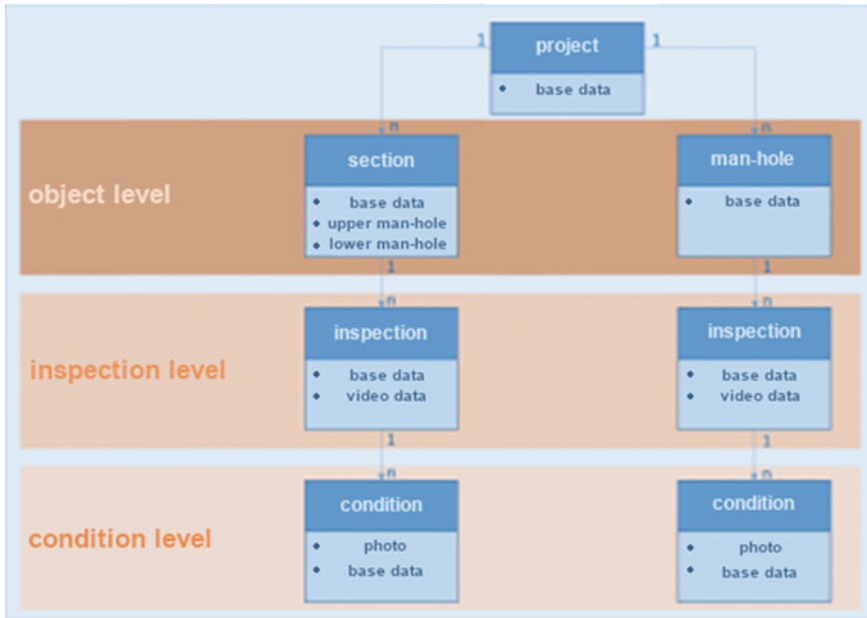 1 project 1
• base data
n n
section man-hole
object level
• base data • base data
• upper man-hole
• lower man-hole
1 1
n n
inspection inspection
inspection level
• base data • base data
• video data • video data
1 1
n n
condition condition
condition level
• photo • photo
• base data • base data